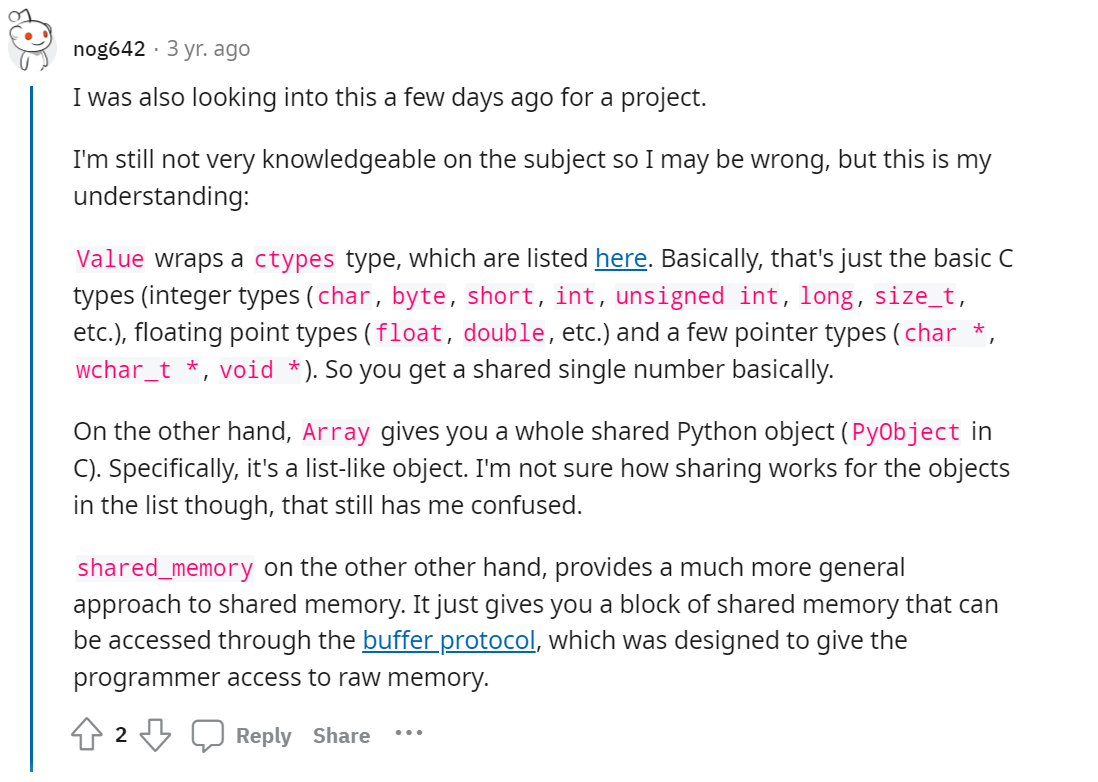 nog642 · 3 yr. ago
I was also looking into this a few days ago for a project.
I'm still not very knowledgeable on the subject so I may be wrong, but this is my
understanding:
Value wraps a ctypes type, which are listed here. Basically, that's just the basic C
types (integer types (char, byte, short, int, unsigned int, long, size_t,
etc.), floating point types (float, double, etc.) and a few pointer types (char *,
wchar_t *, void *). So you get a shared single number basically.
On the other hand, Array gives you a whole shared Python object (PyObject in
C). Specifically, it's a list-like object. I'm not sure how sharing works for the objects
in the list though, that still has me confused.
shared_memory on the other other hand, provides a much more general
approach to shared memory. It just gives you a block of shared memory that can
be accessed through the buffer protocol, which was designed to give the
programmer access to raw memory.
2 Reply Share ···